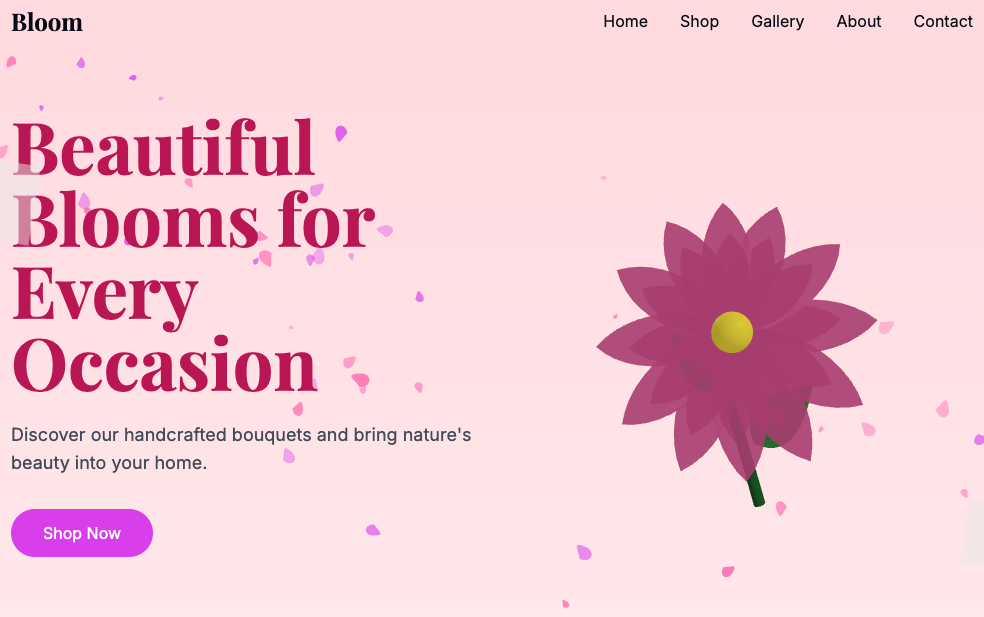 Bloom
Home Shop Gallery About Contact
Beautiful
Blooms for
Every
Occasion
Discover our handcrafted bouquets and bring nature's
beauty into your home.
Shop Now